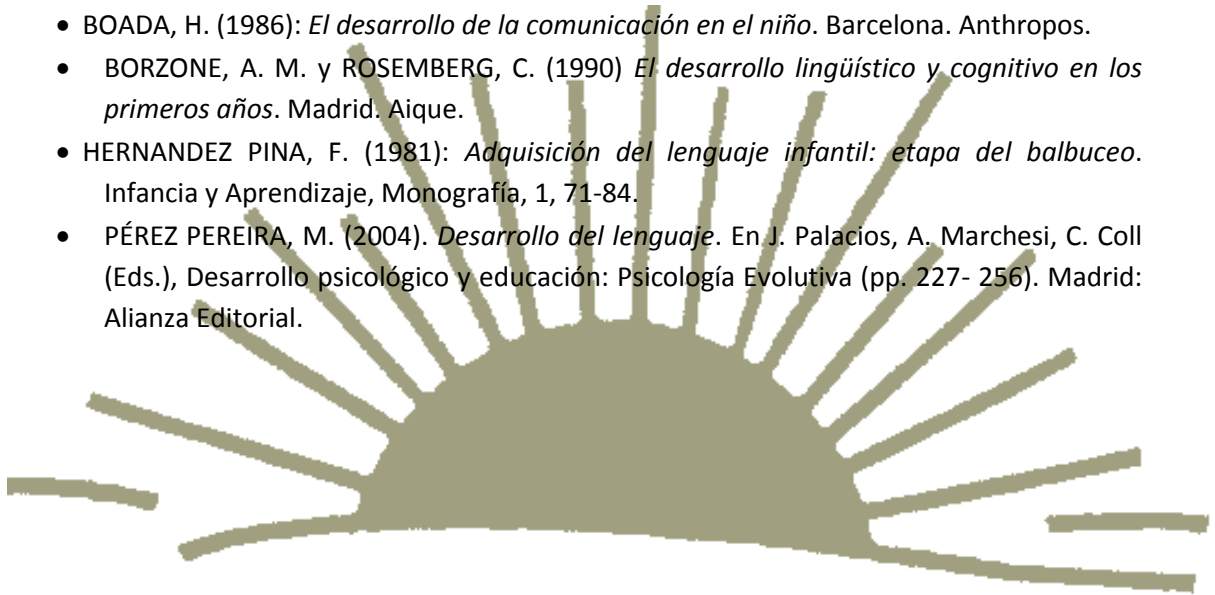 • BOADA, H. (1986): El desarrollo de la comunicación en el niño. Barcelona. Anthropos.
• BORZONE, A. M. y ROSEMBERG, C. (1990) El desarrollo lingüístico y cognitivo en los
primeros años. Madrid. Aique.
• HERNANDEZ PINA, F. (1981): Adquisición del lenguaje infantil: etapa del balbuceo.
Infancia y Aprendizaje, Monografía, 1, 71-84.
• PÉREZ PEREIRA, M. (2004). Desarrollo del lenguaje. En J. Palacios, A. Marchesi, C. Coll
(Eds.), Desarrollo psicológico y educación: Psicología Evolutiva (pp. 227- 256). Madrid:
Alianza Editorial.